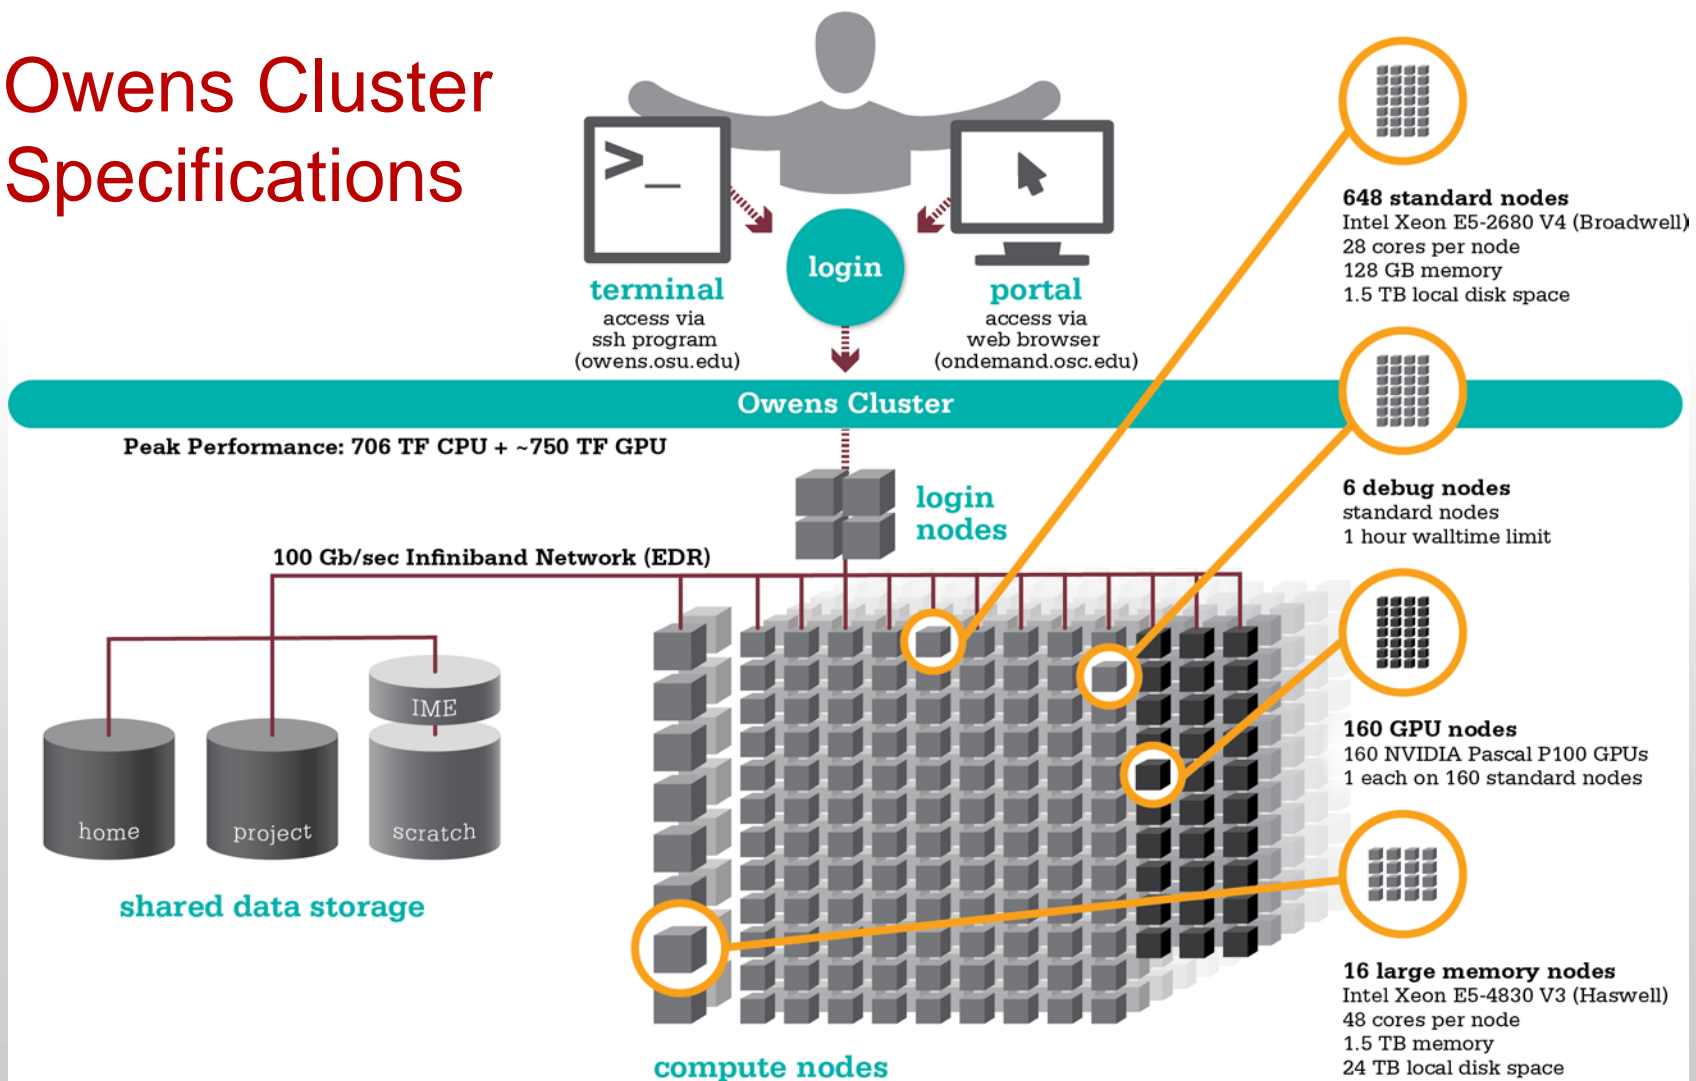 Owens Cluster
Specifications
>_
login
terminal
access via
ssh program
(owens.osu.edu)
portal
access via
web browser
(ondemand.osc.edu)
Owens Cluster
Peak Performance: 706 TF CPU + ~750 TF GPU
login
nodes
100 Gb/sec Infiniband Network (EDR)
home
project
IME
scratch
shared data storage
compute nodes
648 standard nodes
Intel Xeon E5-2680 V4 (Broadwell)
28 cores per node
128 GB memory
1.5 TB local disk space
6 debug nodes
standard nodes
1 hour walltime limit
160 GPU nodes
160 NVIDIA Pascal P100 GPUs
1 each on 160 standard nodes
16 large memory nodes
Intel Xeon E5-4830 V3 (Haswell)
48 cores per node
1.5 TB memory
24 TB local disk space